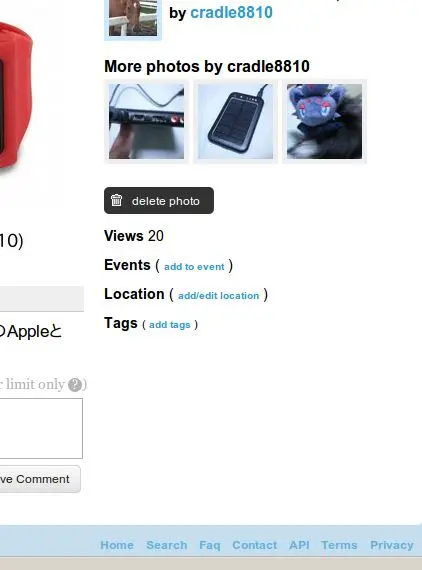 by cradle8810
More photos by cradle8810
delete photo
Views 20
10)
Events ( add to event )
Location ( add/edit location )
Tags ( add tags )
のAppleと
r limit only ?)
ve Comment
Home Search Faq Contact API Terms Privacy